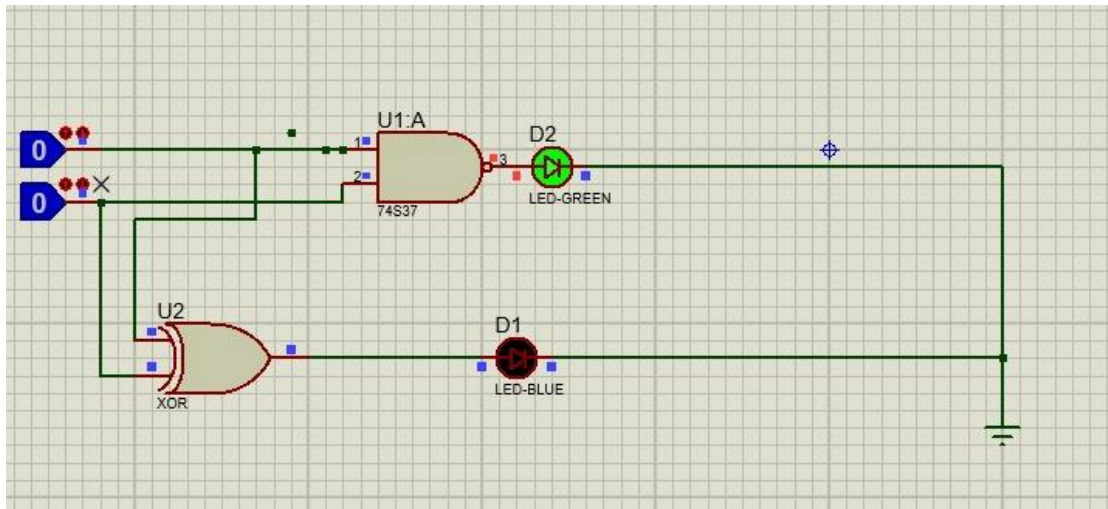 U1:A
0
1
3
D2
0
2
74S37
LED-GREEN
U2
D1
XOR
LED-BLUE